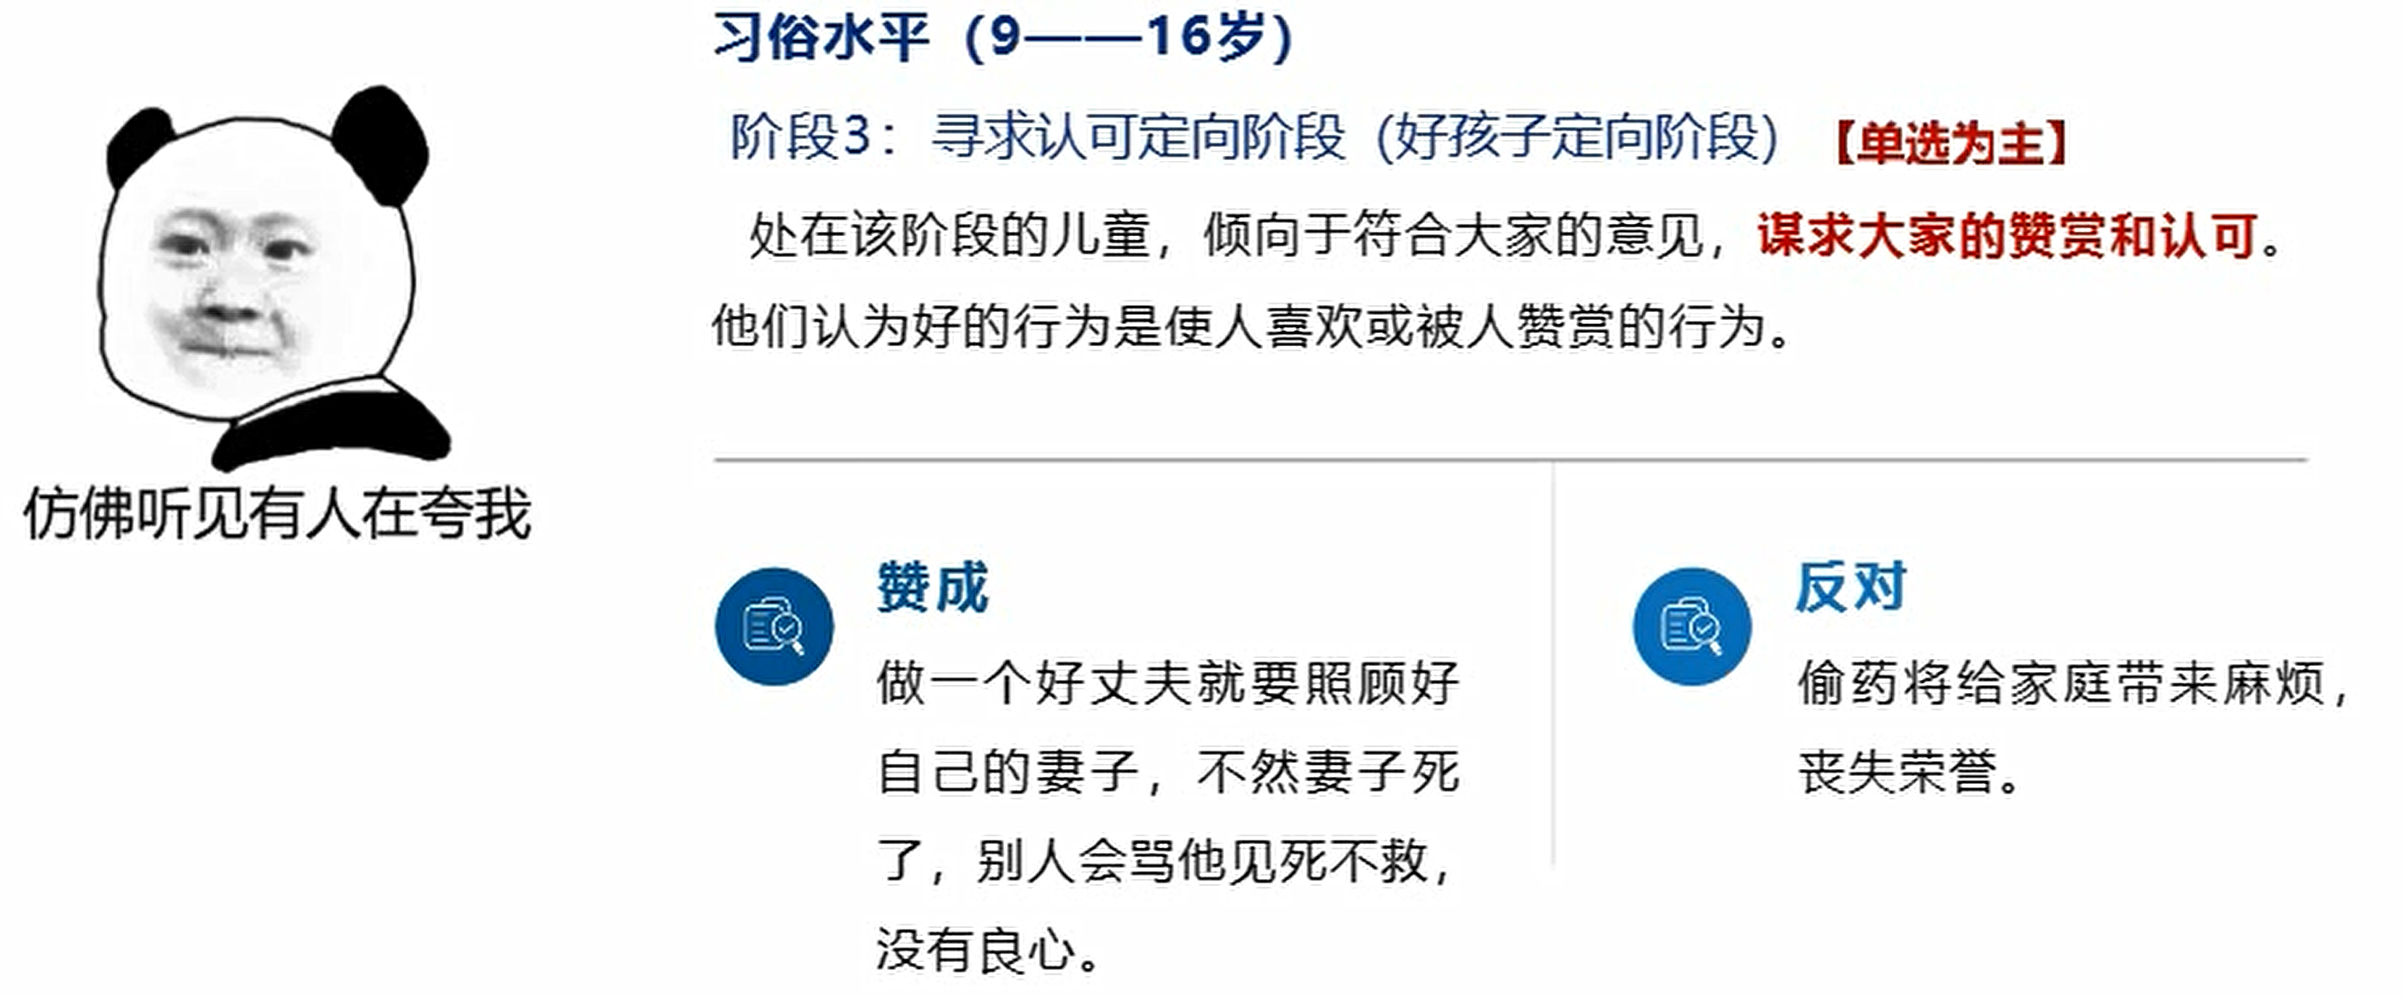 习俗水平（9——16岁）
阶段3：寻求认可定向阶段（好孩子定向阶段）【单选为主】
处在该阶段的儿童，倾向于符合大家的意见，谋求大家的赞赏和认可。
他们认为好的行为是使人喜欢或被人赞赏的行为。
仿佛听见有人在夸我
赞成
做一个好丈夫就要照顾好
自己的妻子，不然妻子死
了，别人会骂他见死不救，
没有良心。
反对
偷药将给家庭带来麻烦，
丧失荣誉。